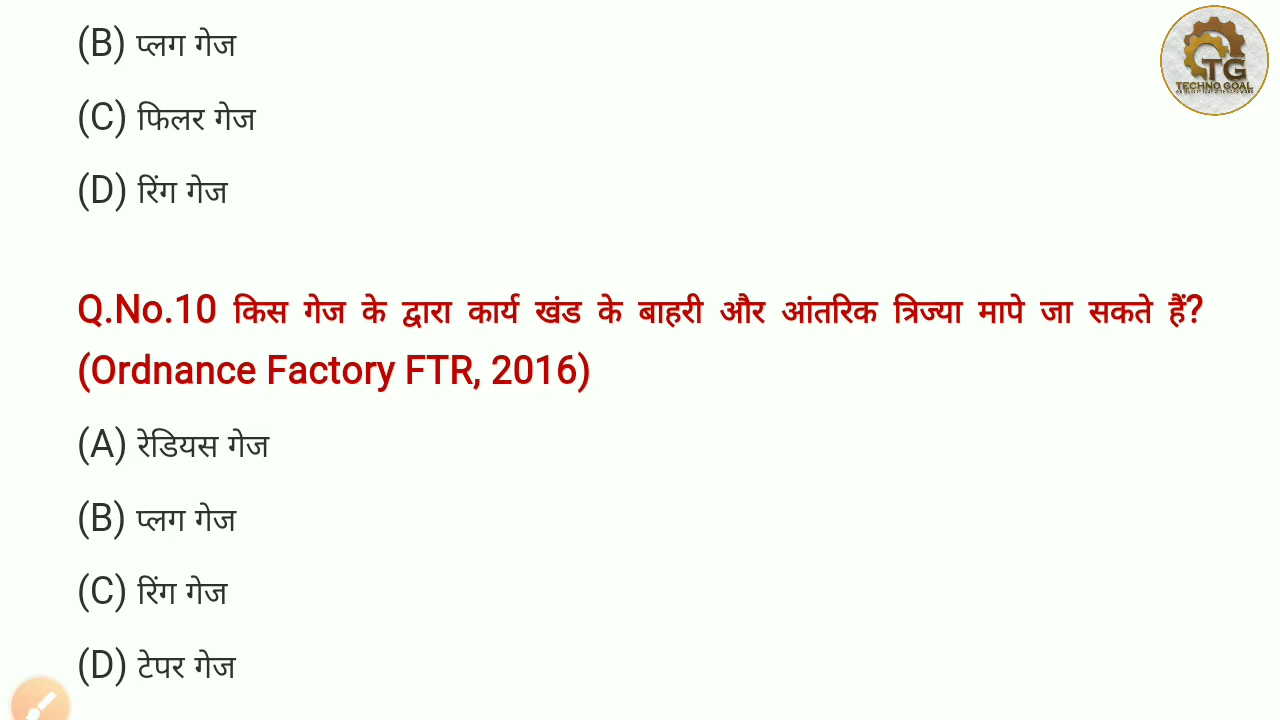 (B) प्लग गेज
(C) फिलर गेज
(D) रिंग गेज
TG
TECHNO GOAL
Q.No.10 किस गेज के द्वारा कार्य खंड के बाहरी और आंतरिक त्रिज्या मापे जा सकते हैं?
(Ordnance Factory FTR, 2016)
(A) रेडियस गेज
(B) प्लग गेज
(C) रिंग गेज
(D) टेपर गेज